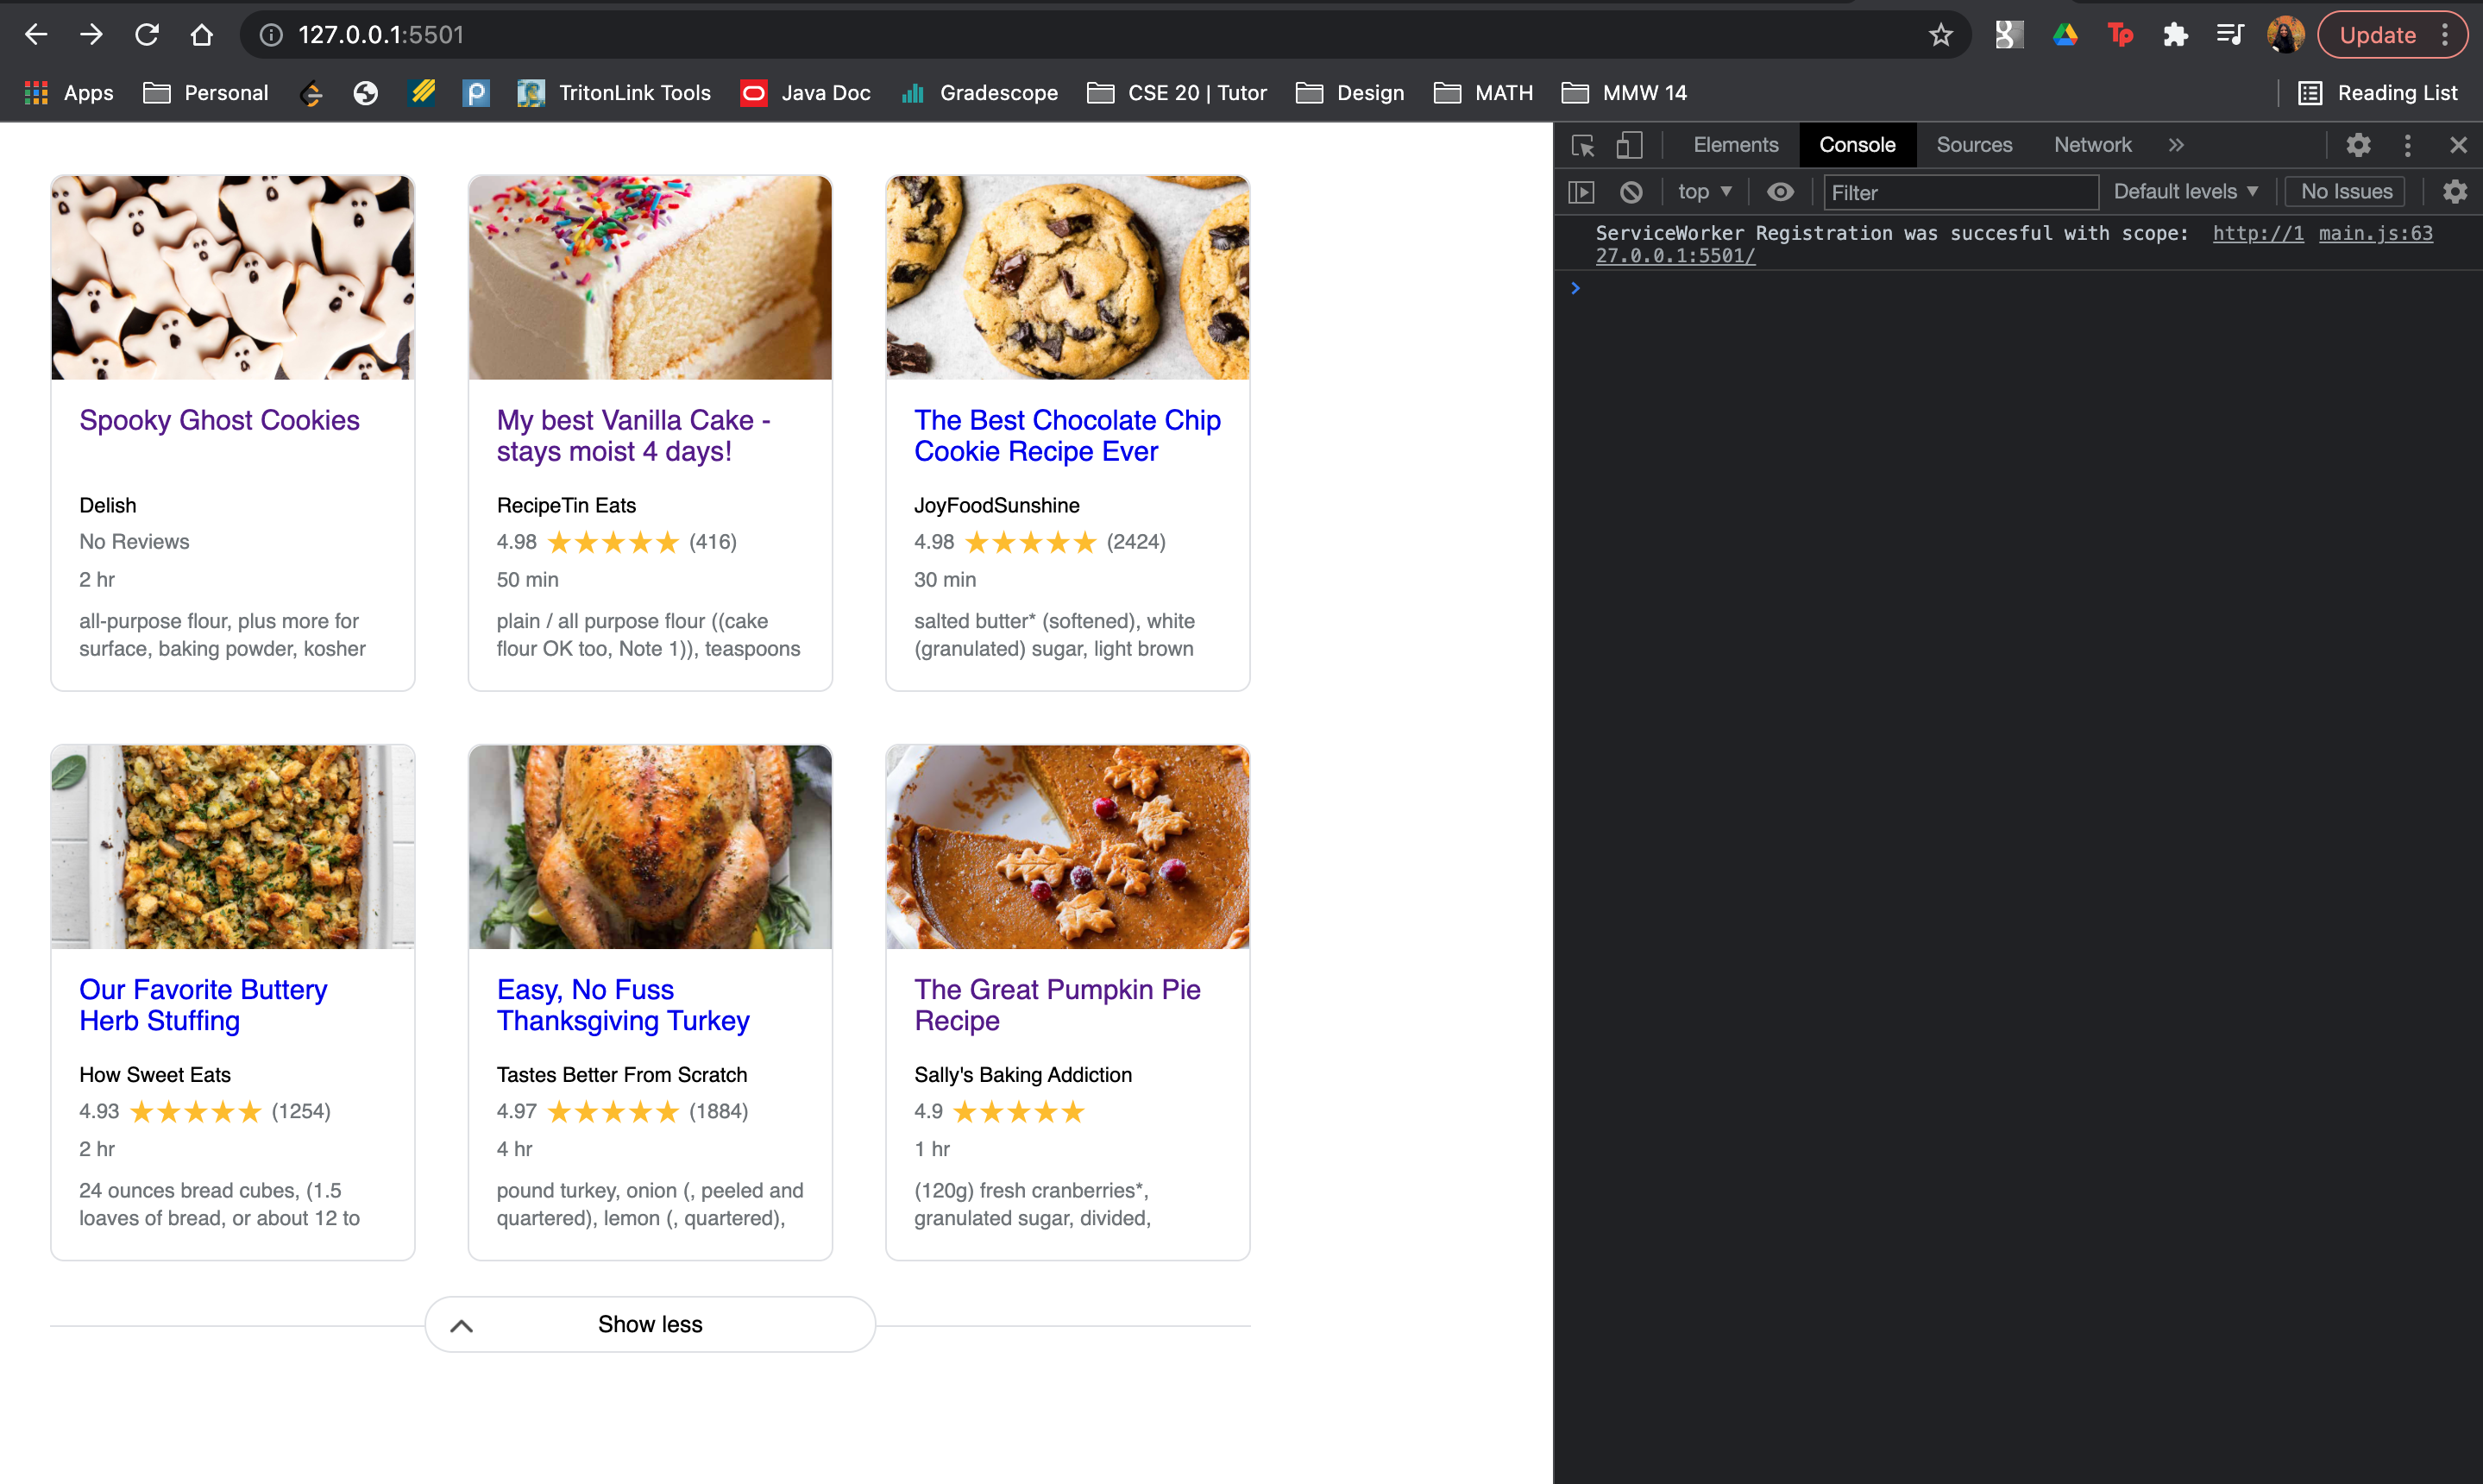 127.0.0.1:5501
Update
Apps
Personal
TritonLink Tools
Java Doc
Gradescope
CSE 20 | Tutor
Design
MATH
MMW 14
Reading List
Elements
Console
Sources
Network
top
Filter
Default levels
No Issues
ServiceWorker Registration was succesful with scope: http://1 main.js:63
27.0.0.1:5501/
Spooky Ghost Cookies
Delish
No Reviews
2 hr
all-purpose flour, plus more for
surface, baking powder, kosher
My best Vanilla Cake -
stays moist 4 days!
RecipeTin Eats
4.98 ★★★★★ (416)
50 min
plain / all purpose flour ((cake
flour OK too, Note 1)), teaspoons
The Best Chocolate Chip
Cookie Recipe Ever
JoyFoodSunshine
4.98 ★★★★★ (2424)
30 min
salted butter* (softened), white
(granulated) sugar, light brown
Our Favorite Buttery
Herb Stuffing
How Sweet Eats
4.93 ★★★★★ (1254)
2 hr
24 ounces bread cubes, (1.5
loaves of bread, or about 12 to
Easy, No Fuss
Thanksgiving Turkey
Tastes Better From Scratch
4.97 ★★★★★ (1884)
4 hr
pound turkey, onion (, peeled and
quartered), lemon (, quartered),
The Great Pumpkin Pie
Recipe
Sally's Baking Addiction
4.9 ★★★★★
1 hr
(120g) fresh cranberries*,
granulated sugar, divided,
Show less